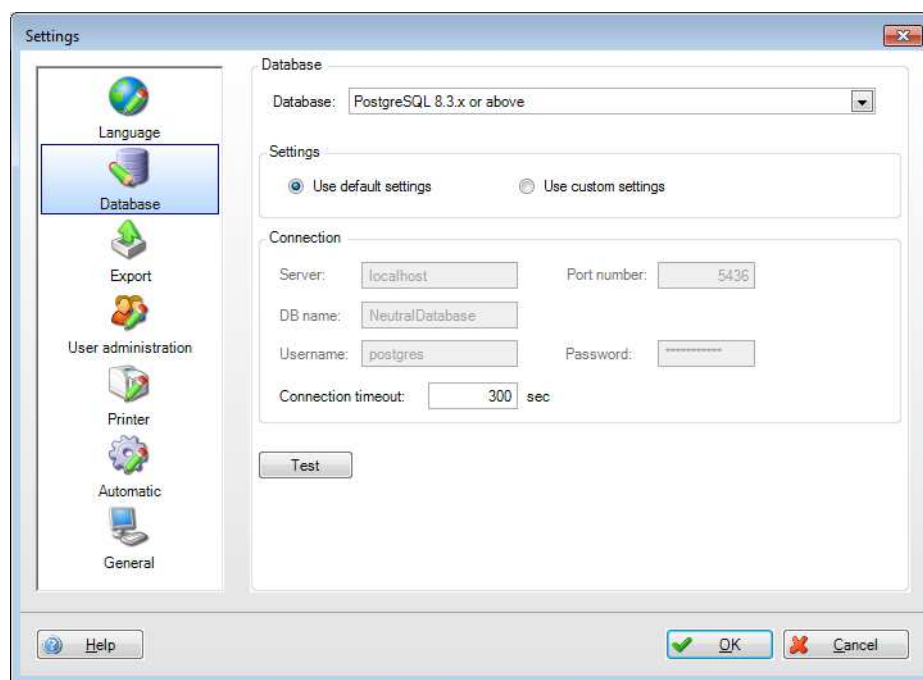 Settings
Language
Database
Export
User administration
Printer
Automatic
General
Database
Database: PostgreSQL 8.3.x or above
Settings
Use default settings Use custom settings
Connection
Server: localhost Port number: 5436
DB name: NeutralDatabase
Username: postgres Password: ***********
Connection timeout: 300 sec
Test
Help OK Cancel